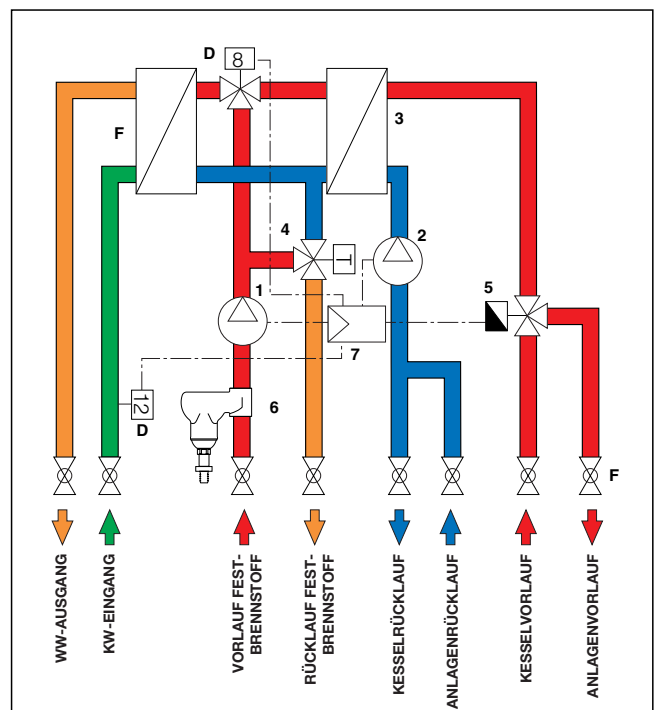 D
8
F
3
4
T
2
1
5
7
12
D
6
F
WW-AUSGANG
KW-EINGANG
VORLAUF FEST-
BRENNSTOFF
RÜCKLAUF FEST-
BRENNSTOFF
KESSELRÜCKLAUF
ANLAGENRÜCKLAUF
KESSELVORLAUF
ANLAGENVORLAUF